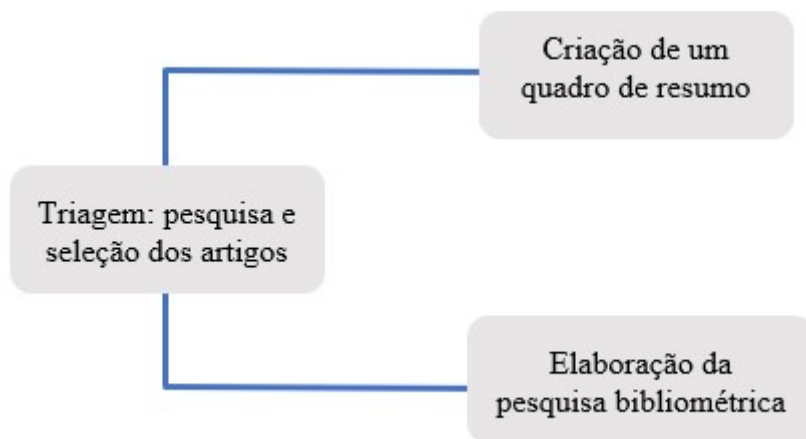 Criação de um
quadro de resumo
Triagem: pesquisa e
seleção dos artigos
Elaboração da
pesquisa bibliométrica